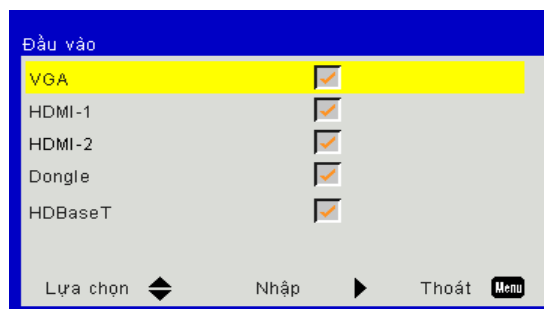 Đầu vào
VGA
HDMI-1
HDMI-2
Dongle
HDBaseT
Lựa chọn Nhập Thoát Menu